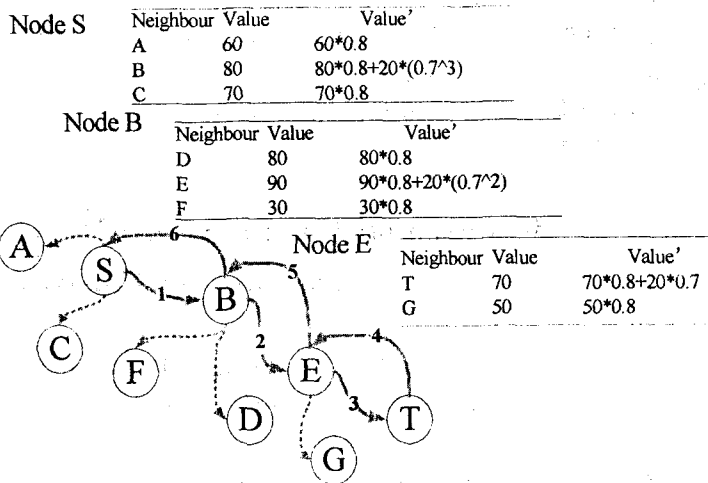 Node S
Neighbour Value Value'
A 60 60*0.8
B 80 80*0.8+20*(0.7^3)
C 70 70*0.8
Node B
Neighbour Value Value'
D 80 80*0.8
E 90 90*0.8+20*(0.7^2)
F 30 30*0.8
Node E
Neighbour Value Value'
T 70 70*0.8+20*0.7
G 50 50*0.8
A
6
S
5
1
B
4
C
F
2
E
3
D
T
G